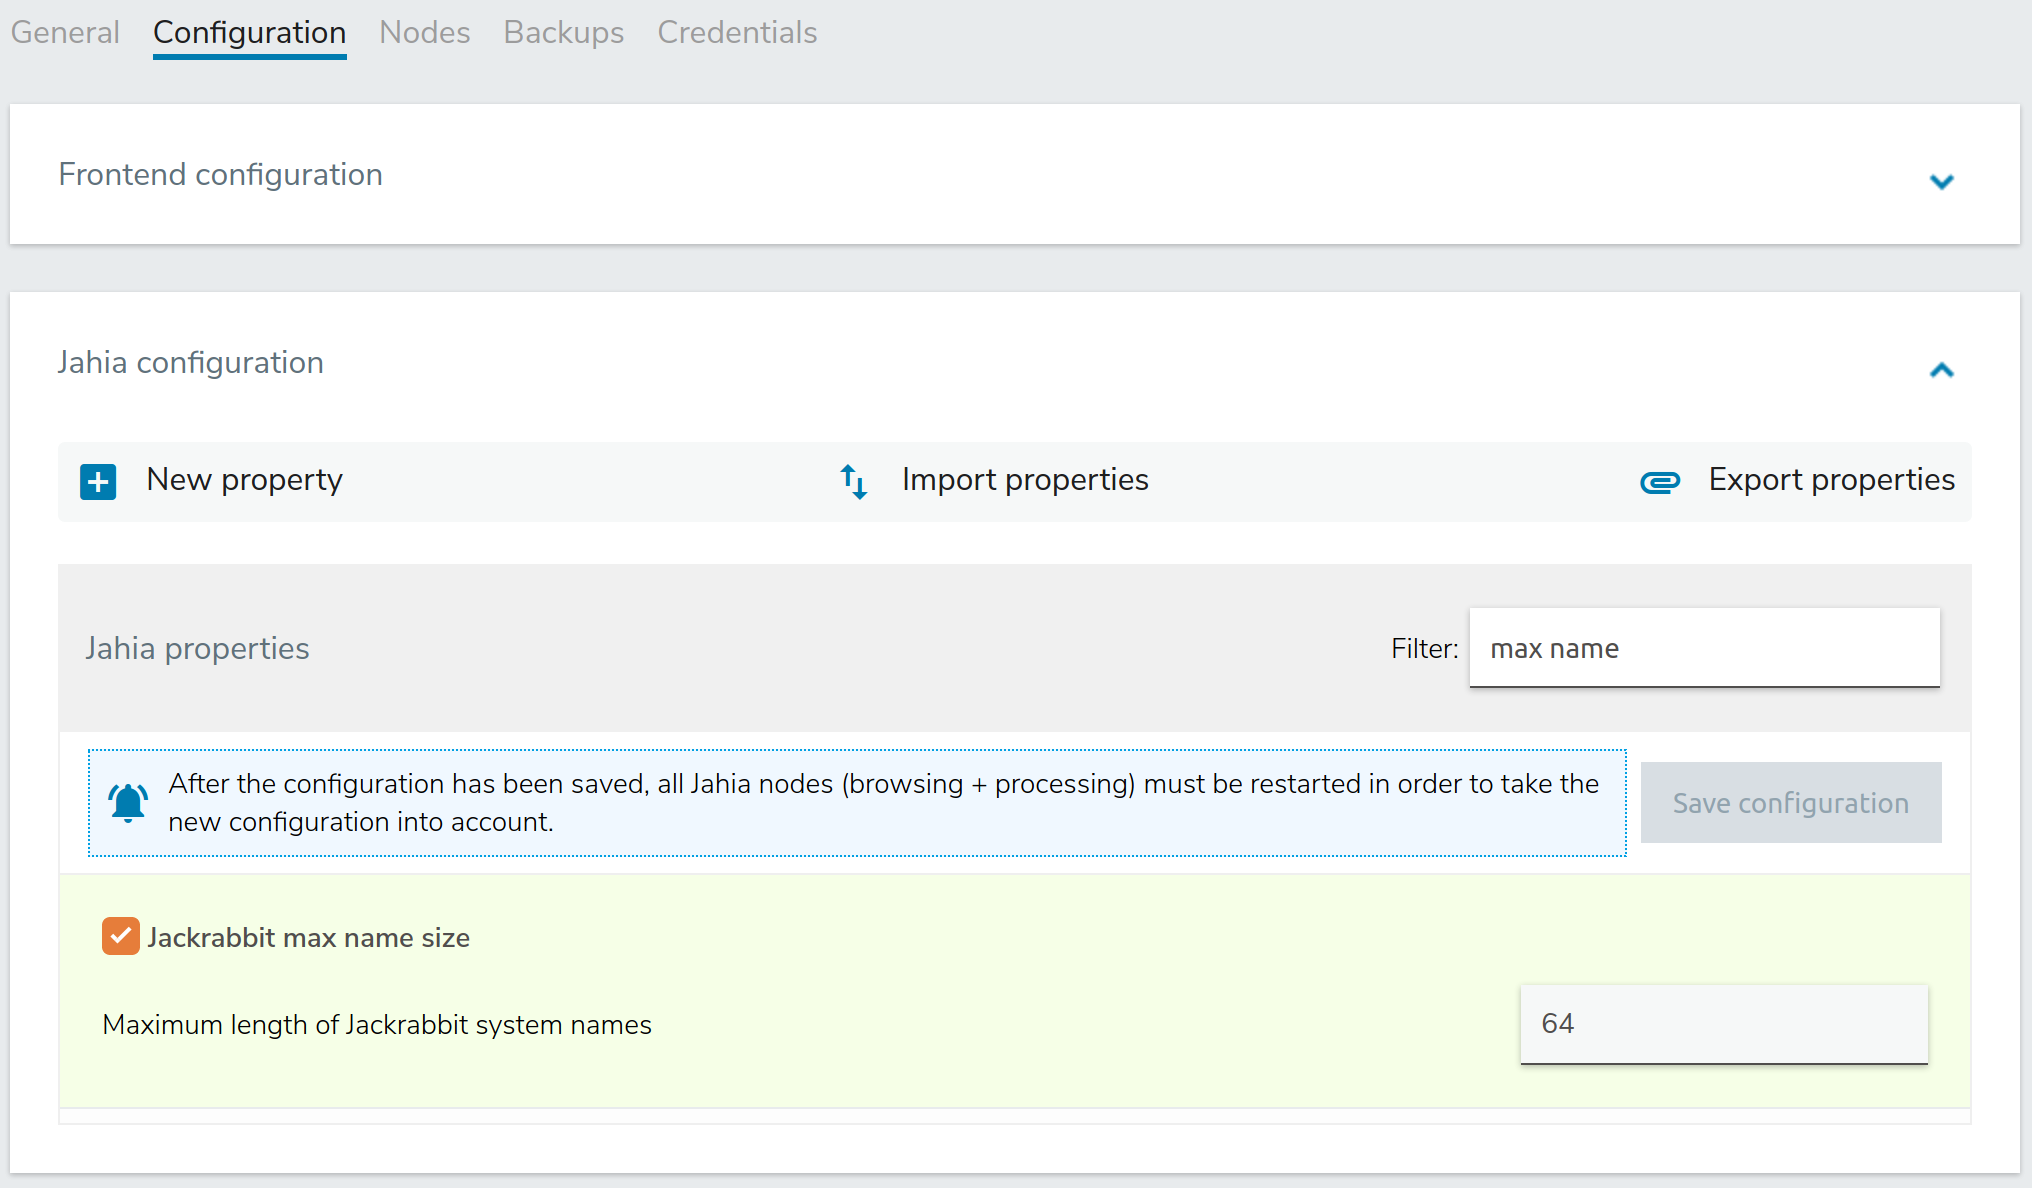 General Configuration Nodes Backups Credentials
Frontend configuration
Jahia configuration
New property Import properties Export properties
Jahia properties Filter: max name
After the configuration has been saved, all Jahia nodes (browsing + processing) must be restarted in order to take the
new configuration into account.
Save configuration
Jackrabbit max name size
Maximum length of Jackrabbit system names 64